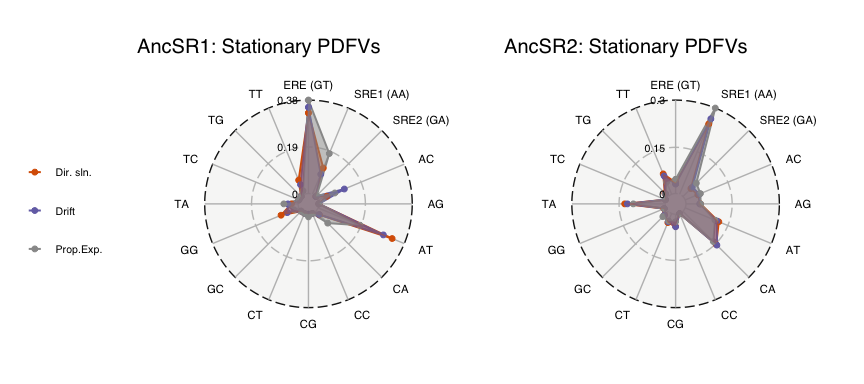 AncSR1: Stationary PDFVs
AncSR2: Stationary PDFVs
Dir. sln.
Drift
Prop.Exp.
ERE (GT)
SRE1 (AA)
SRE2 (GA)
AC
AG
AT
CA
CC
CG
CT
GC
GG
TA
TC
TG
TT
0.38
0.19
0
ERE (GT)
SRE1 (AA)
SRE2 (GA)
AC
AG
AT
CA
CC
CG
CT
GC
GG
TA
TC
TG
TT
0.3
0.15
0